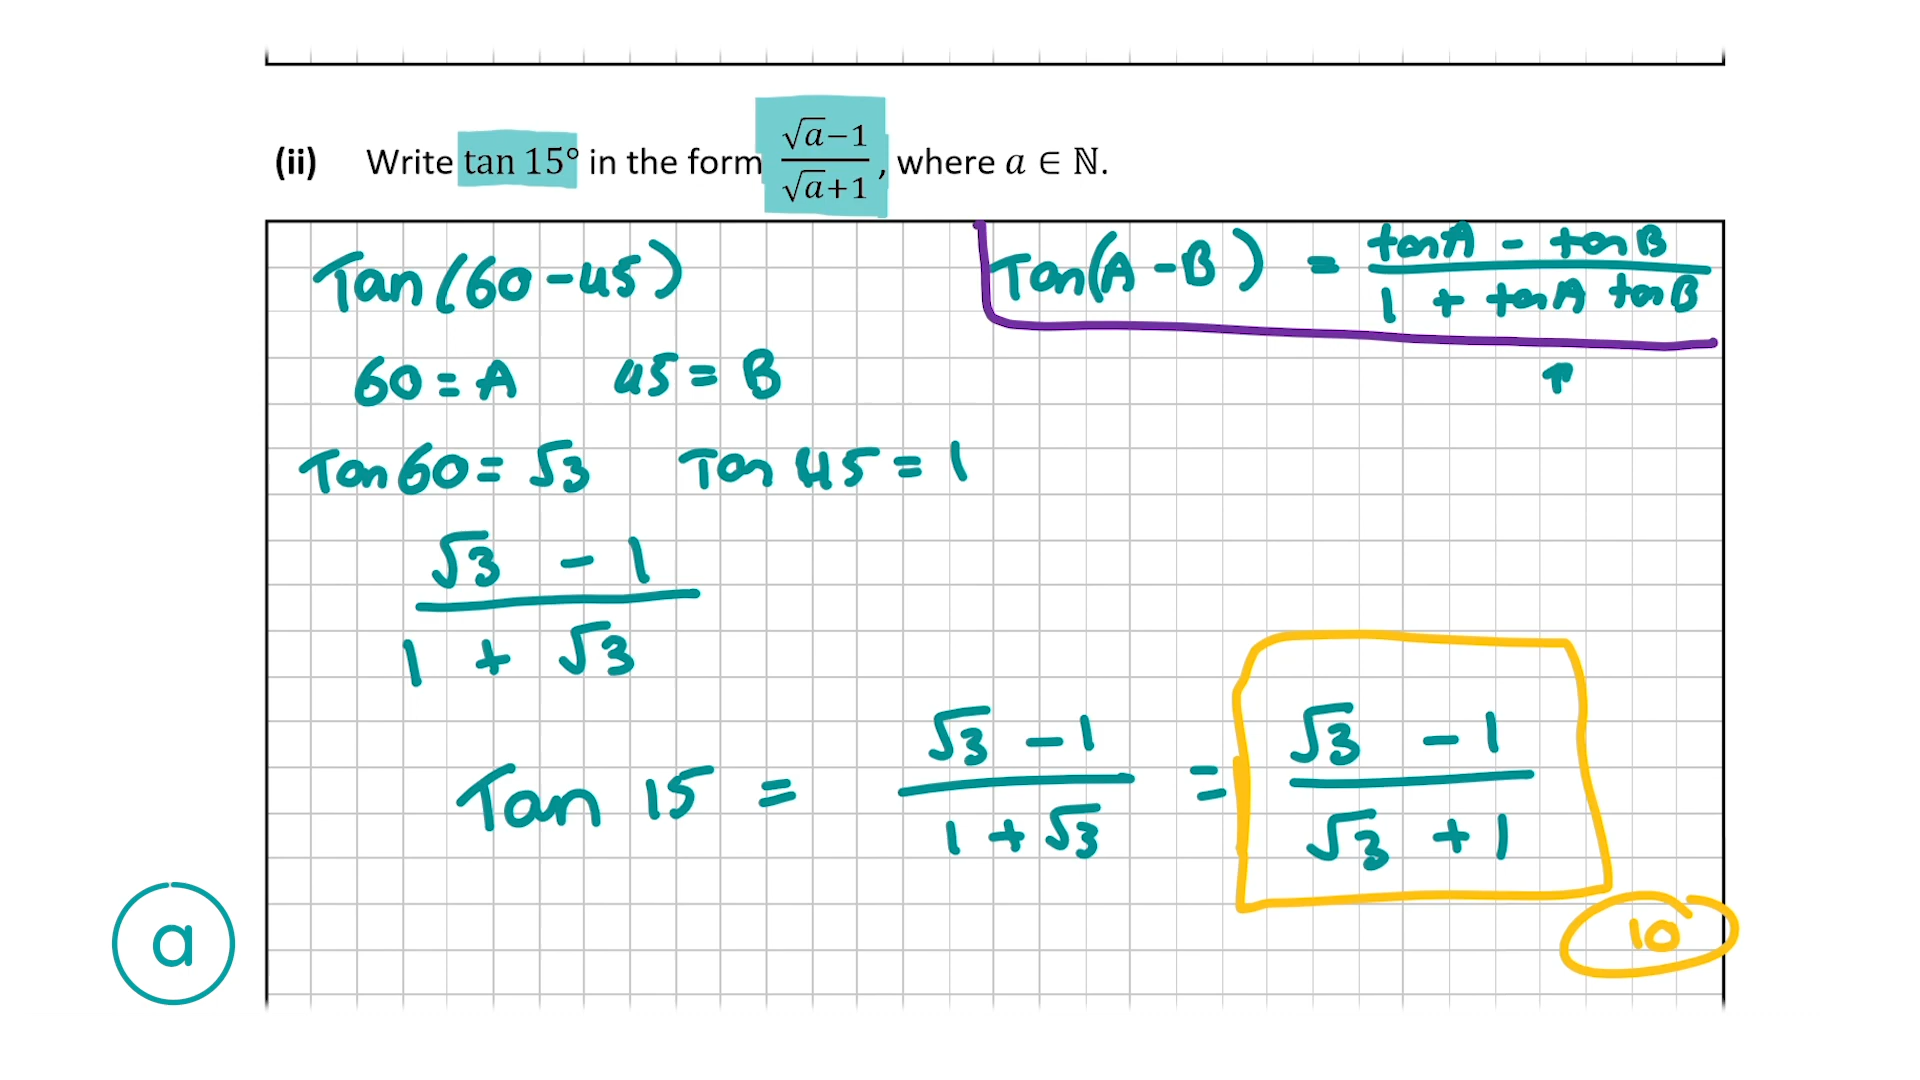 (ii) Write tan 15° in the form √a−1 / √a+1, where a ∈ ℕ.
Tan(60-45)
Tan(A-B) = tanA - tanB / 1 + tanA tanB
60 = A 45 = B
↑
Tan 60 = √3 Tan 45 = 1
√3 - 1
1 + √3
Tan 15 = √3 - 1 / 1 + √3 = √3 - 1 / √3 + 1
10
a